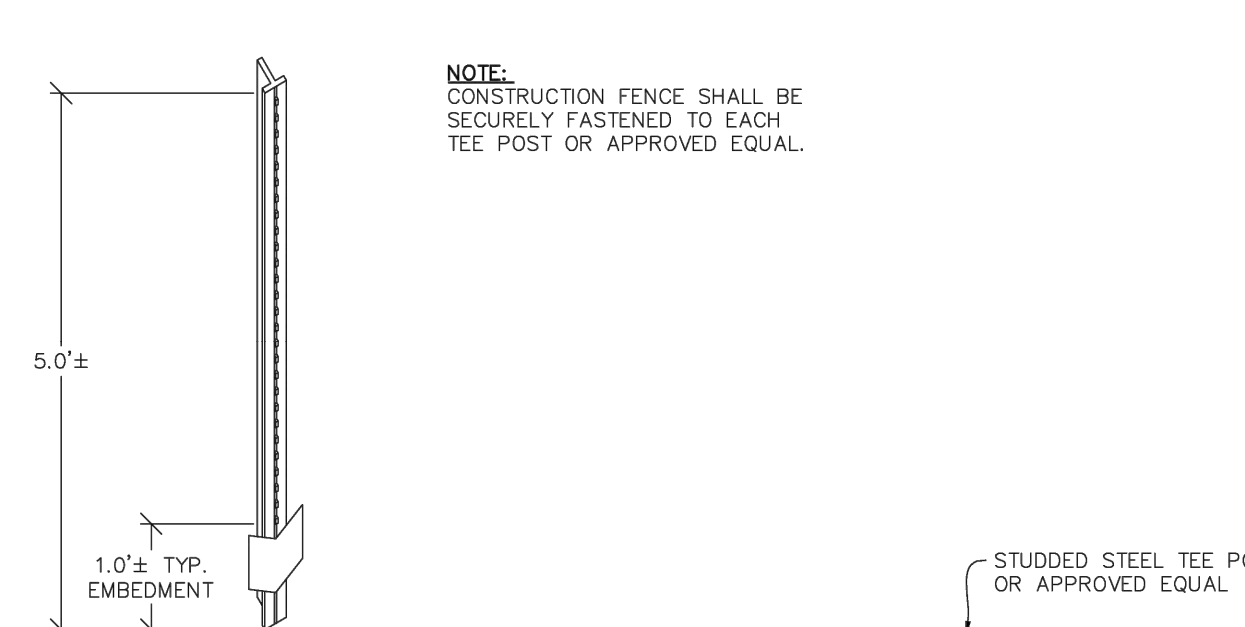 NOTE:
CONSTRUCTION FENCE SHALL BE
SECURELY FASTENED TO EACH
TEE POST OR APPROVED EQUAL.
5.0'±
1.0'± TYP.
EMBEDMENT
STUDDED STEEL TEE
OR APPROVED EQUAL